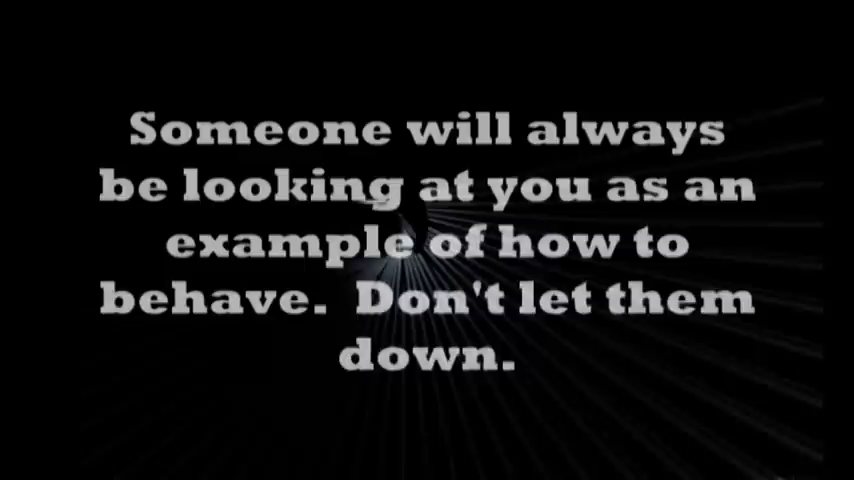 Someone will always
be looking at you as an
example of how to
behave.  Don't let them
down.